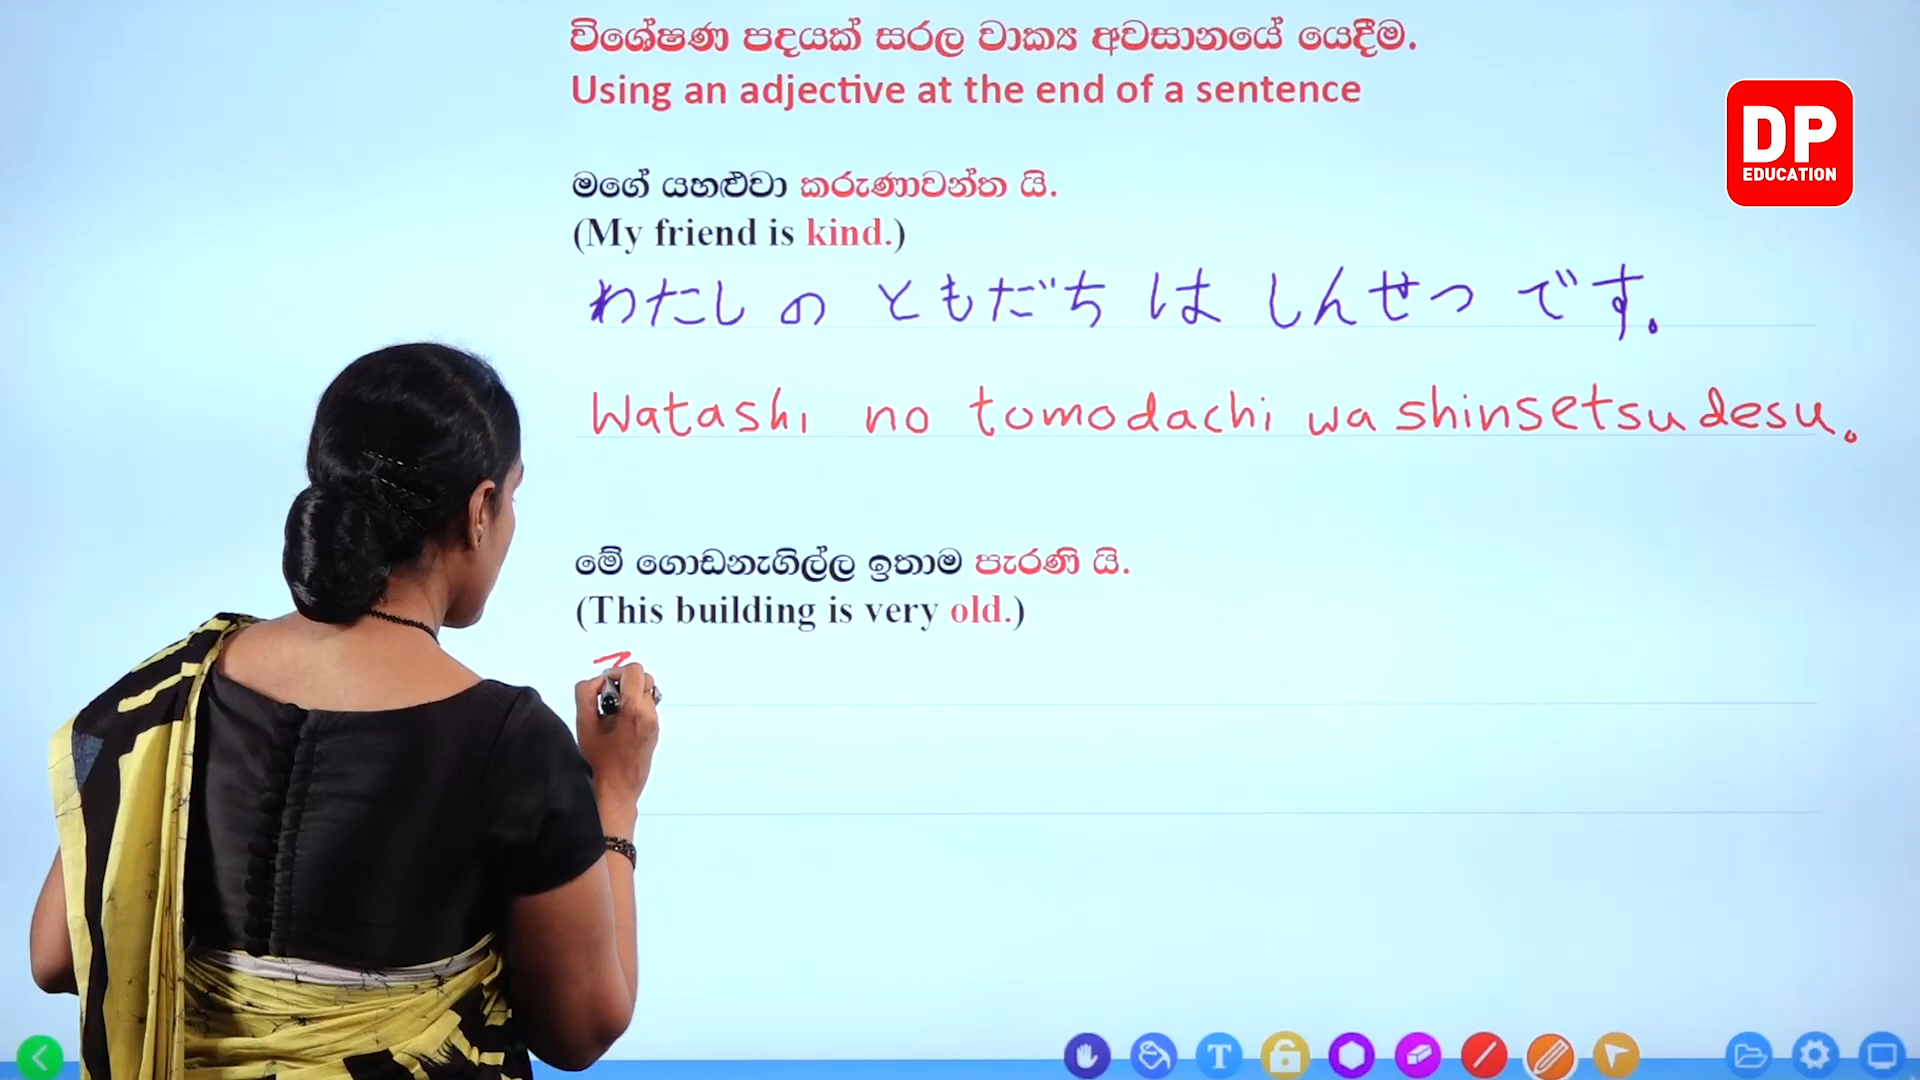 විශේෂණ පදයක් සරල වාක්‍ය අවසානයේ යෙදීම.
Using an adjective at the end of a sentence
DP
EDUCATION
මගේ යහළුවා කරුණාවන්ත යි.
(My friend is kind.)
わたし の ともだち は しんせつ です。
Watashi no tomodachi wa shinsetsu desu.
මේ ගොඩනැගිල්ල ඉතාම පැරණි යි.
(This building is very old.)
T